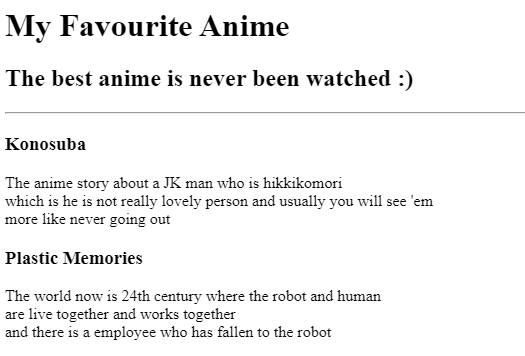 My Favourite Anime
The best anime is never been watched :)
Konosuba
The anime story about a JK man who is hikkikomori
which is he is not really lovely person and usually you will see 'em
more like never going out
Plastic Memories
The world now is 24th century where the robot and human
are live together and works together
and there is a employee who has fallen to the robot